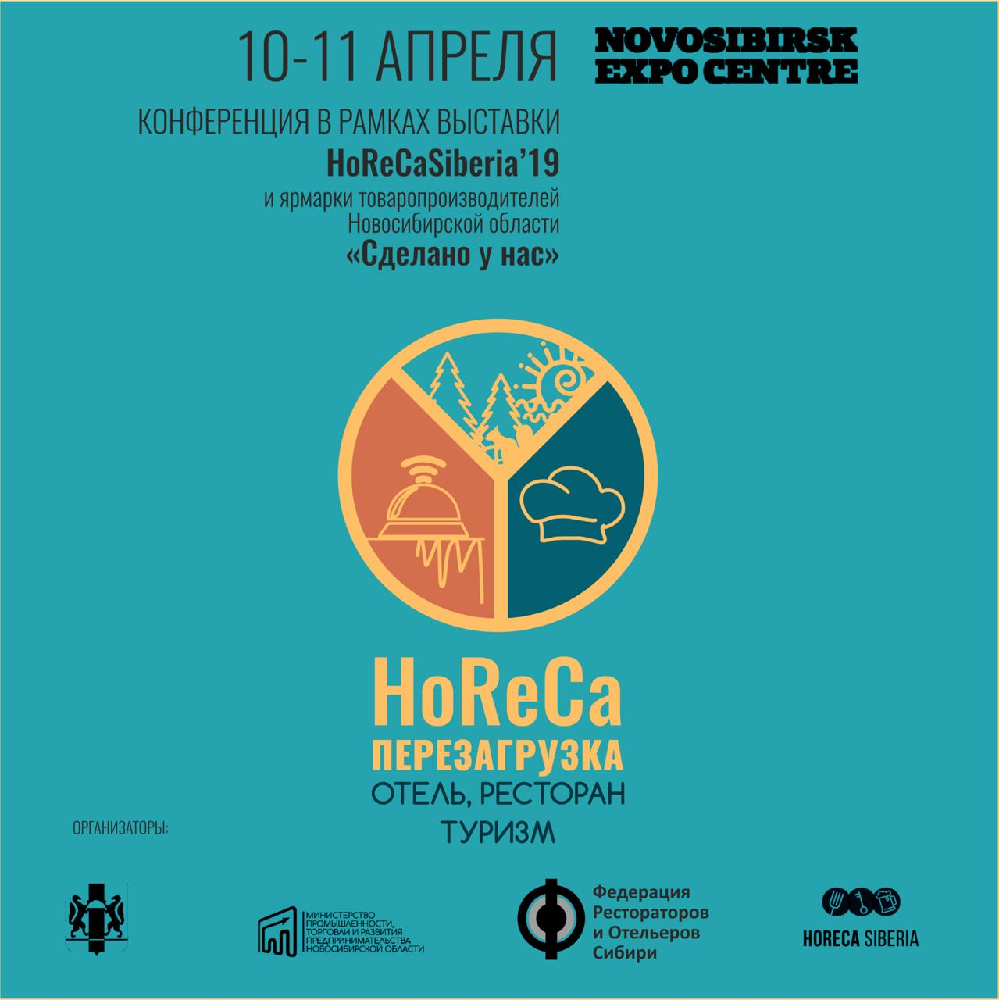 10-11 АПРЕЛЯ
NOVOSIBIRSK
EXPO CENTRE
КОНФЕРЕНЦИЯ В РАМКАХ ВЫСТАВКИ
HoReCaSiberia’19
и ярмарки товаропроизводителей
Новосибирской области
«Сделано у нас»
HoReCa
ПЕРЕЗАГРУЗКА
ОТЕЛЬ, РЕСТОРАН
ТУРИЗМ
ОРГАНИЗАТОРЫ:
МИНИСТЕРСТВО
ПРОМЫШЛЕННОСТИ,
ТОРГОВЛИ И РАЗВИТИЯ
ПРЕДПРИНИМАТЕЛЬСТВА
НОВОСИБИРСКОЙ ОБЛАСТИ
Федерация
Рестораторов
и Отельеров
Сибири
HORECA SIBERIA